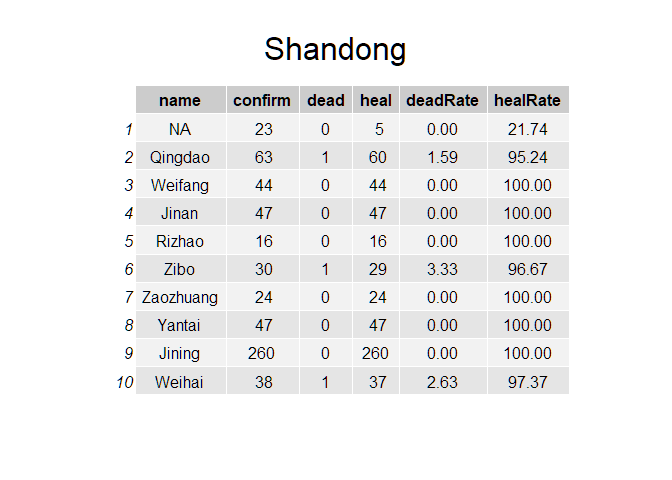 Shandong
name confirm dead heal deadRate healRate
1 NA 23 0 5 0.00 21.74
2 Qingdao 63 1 60 1.59 95.24
3 Weifang 44 0 44 0.00 100.00
4 Jinan 47 0 47 0.00 100.00
5 Rizhao 16 0 16 0.00 100.00
6 Zibo 30 1 29 3.33 96.67
7 Zaozhuang 24 0 24 0.00 100.00
8 Yantai 47 0 47 0.00 100.00
9 Jining 260 0 260 0.00 100.00
10 Weihai 38 1 37 2.63 97.37